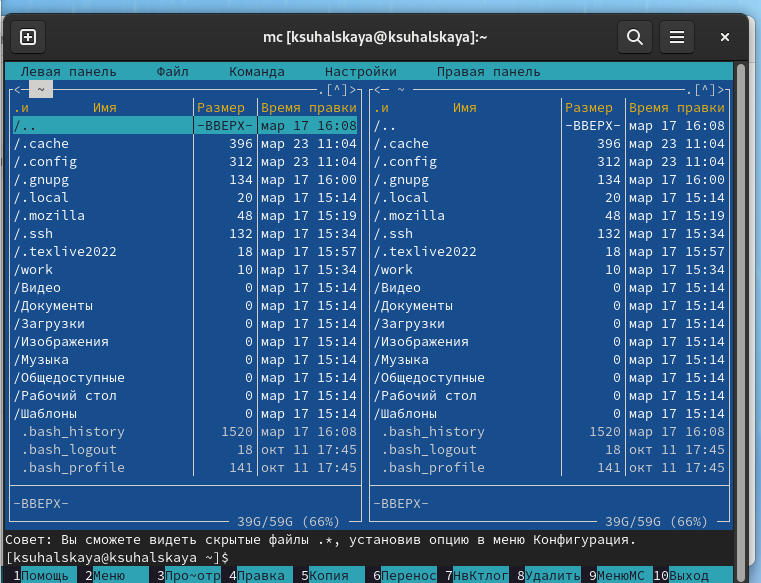 mc [ksuhalskaya@ksuhalskaya]:~
Левая панель Файл Команда Настройки Правая панель
<─ ~ ─.[^]> <─ ~ ─.[^]>
.и Имя Размер Время правки .и Имя Размер Время правки
/.. -ВВЕРХ- мар 17 16:08 /.. -ВВЕРХ- мар 17 16:08
/.cache 396 мар 23 11:04 /.cache 396 мар 23 11:04
/.config 312 мар 23 11:04 /.config 312 мар 23 11:04
/.gnupg 134 мар 17 16:00 /.gnupg 134 мар 17 16:00
/.local 20 мар 17 15:14 /.local 20 мар 17 15:14
/.mozilla 48 мар 17 15:19 /.mozilla 48 мар 17 15:19
/.ssh 132 мар 17 15:34 /.ssh 132 мар 17 15:34
/.texlive2022 18 мар 17 15:57 /.texlive2022 18 мар 17 15:57
/work 10 мар 17 15:34 /work 10 мар 17 15:34
/Видео 0 мар 17 15:14 /Видео 0 мар 17 15:14
/Документы 0 мар 17 15:14 /Документы 0 мар 17 15:14
/Загрузки 0 мар 17 15:14 /Загрузки 0 мар 17 15:14
/Изображения 0 мар 17 15:14 /Изображения 0 мар 17 15:14
/Музыка 0 мар 17 15:14 /Музыка 0 мар 17 15:14
/Общедоступные 0 мар 17 15:14 /Общедоступные 0 мар 17 15:14
/Рабочий стол 0 мар 17 15:14 /Рабочий стол 0 мар 17 15:14
/Шаблоны 0 мар 17 15:14 /Шаблоны 0 мар 17 15:14
.bash_history 1520 мар 17 16:08 .bash_history 1520 мар 17 16:08
.bash_logout 18 окт 11 17:45 .bash_logout 18 окт 11 17:45
.bash_profile 141 окт 11 17:45 .bash_profile 141 окт 11 17:45
-ВВЕРХ- -ВВЕРХ-
39G/59G (66%) 39G/59G (66%)
Совет: Вы сможете видеть скрытые файлы .*, установив опцию в меню Конфигурация.
[ksuhalskaya@ksuhalskaya ~]$
1Помощь 2Меню 3Про~отр 4Правка 5Копия 6Перенос 7НвКтлог 8Удалить 9МенюМС 10Выход